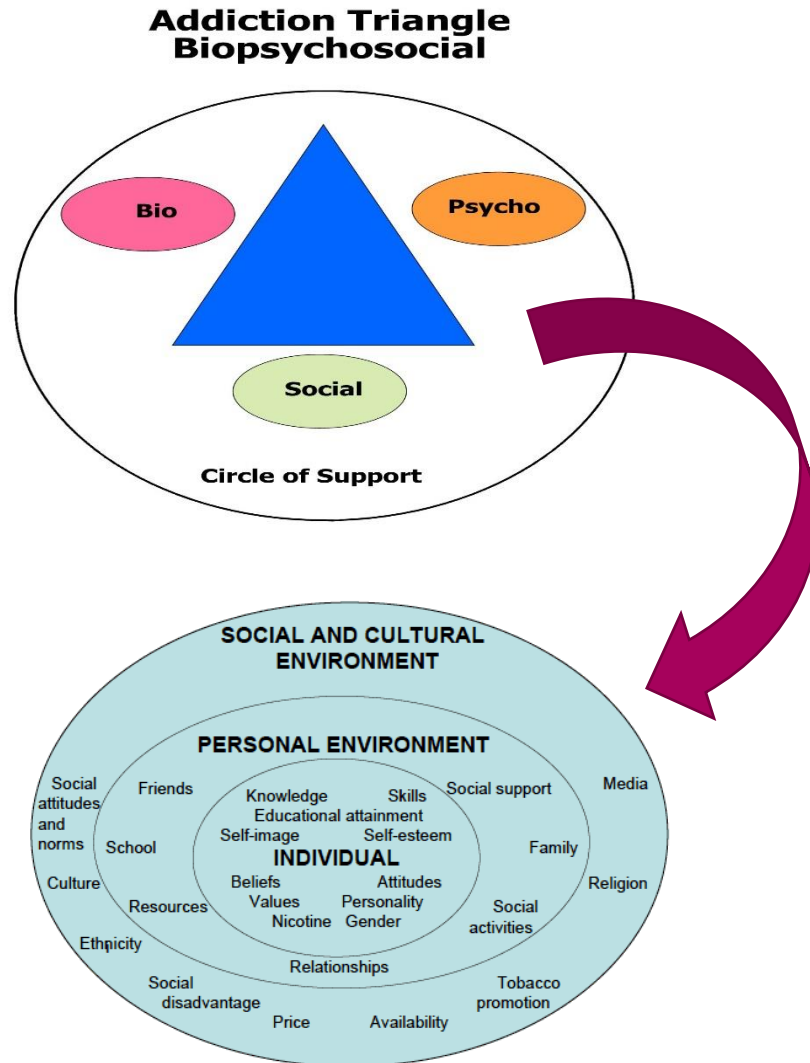 Addiction Triangle
Biopsychosocial
Bio
Psycho
Social
Circle of Support
SOCIAL AND CULTURAL
ENVIRONMENT
PERSONAL ENVIRONMENT
Social
attitudes
and
norms
Friends
Knowledge
Skills
Social support
Media
Educational attainment
Self-image
Self-esteem
School
INDIVIDUAL
Family
Culture
Beliefs
Attitudes
Religion
Resources
Values
Personality
Social
activities
Nicotine
Gender
Ethnicity
Relationships
Social
disadvantage
Tobacco
promotion
Price
Availability